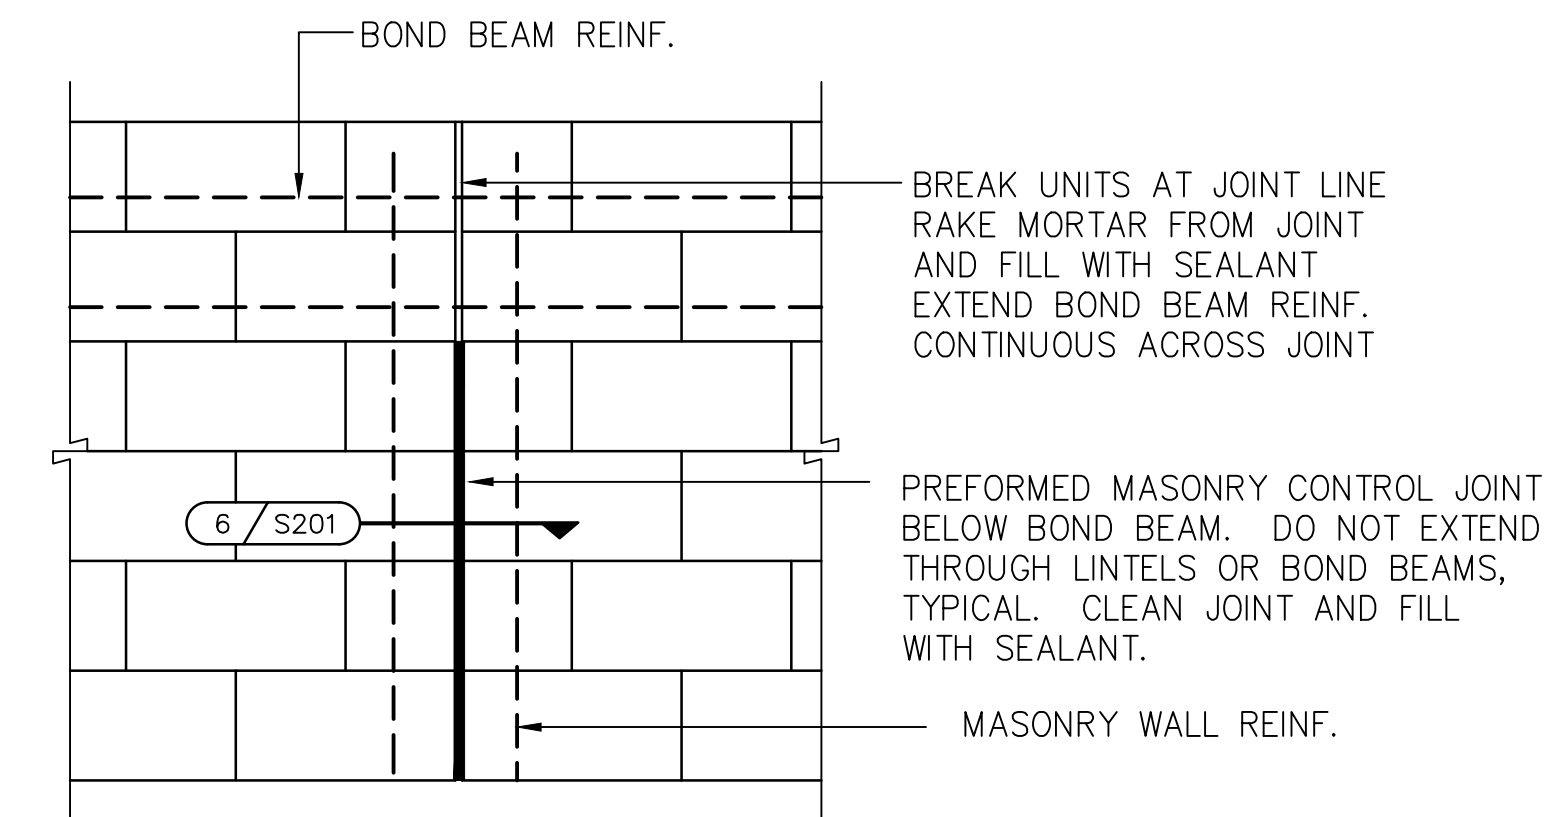 BOND BEAM REINF.
BREAK UNITS AT JOINT LINE
RAKE MORTAR FROM JOINT
AND FILL WITH SEALANT
EXTEND BOND BEAM REINF.
CONTINUOUS ACROSS JOINT
PREFORMED MASONRY CONTROL JOINT
BELOW BOND BEAM. DO NOT EXTEND
THROUGH LINTELS OR BOND BEAMS,
TYPICAL. CLEAN JOINT AND FILL
WITH SEALANT.
6 / S201
MASONRY WALL REINF.